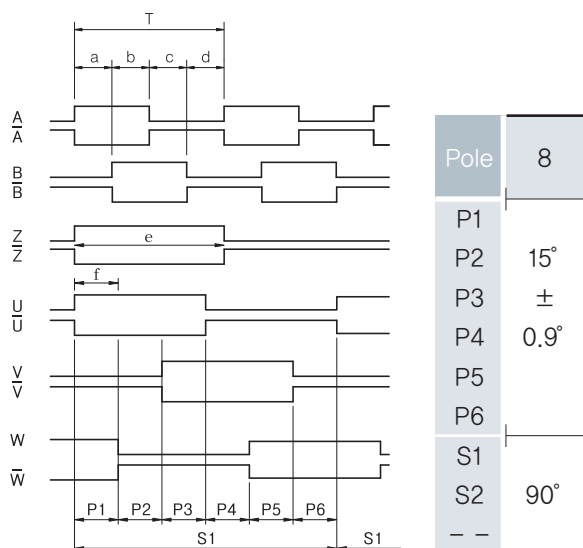 T
a b c d
A
A̅
B
B̅
Z
Z̅
e
f
U
U̅
V
V̅
W
W̅
P1 P2 P3 P4 P5 P6
S1 S1
Pole 8
P1
P2 15°
P3 ±
P4 0.9°
P5
P6
S1
S2 90°
– –